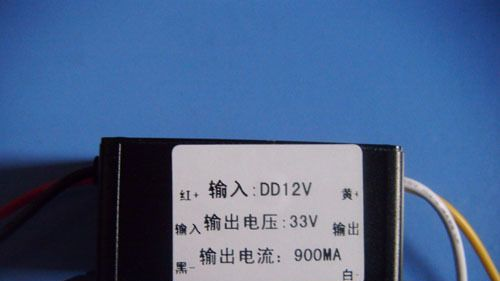 红+ 输入:DD12V 黄+
输入 输出电压:33V 输出
黑- 输出电流: 900MA 白-